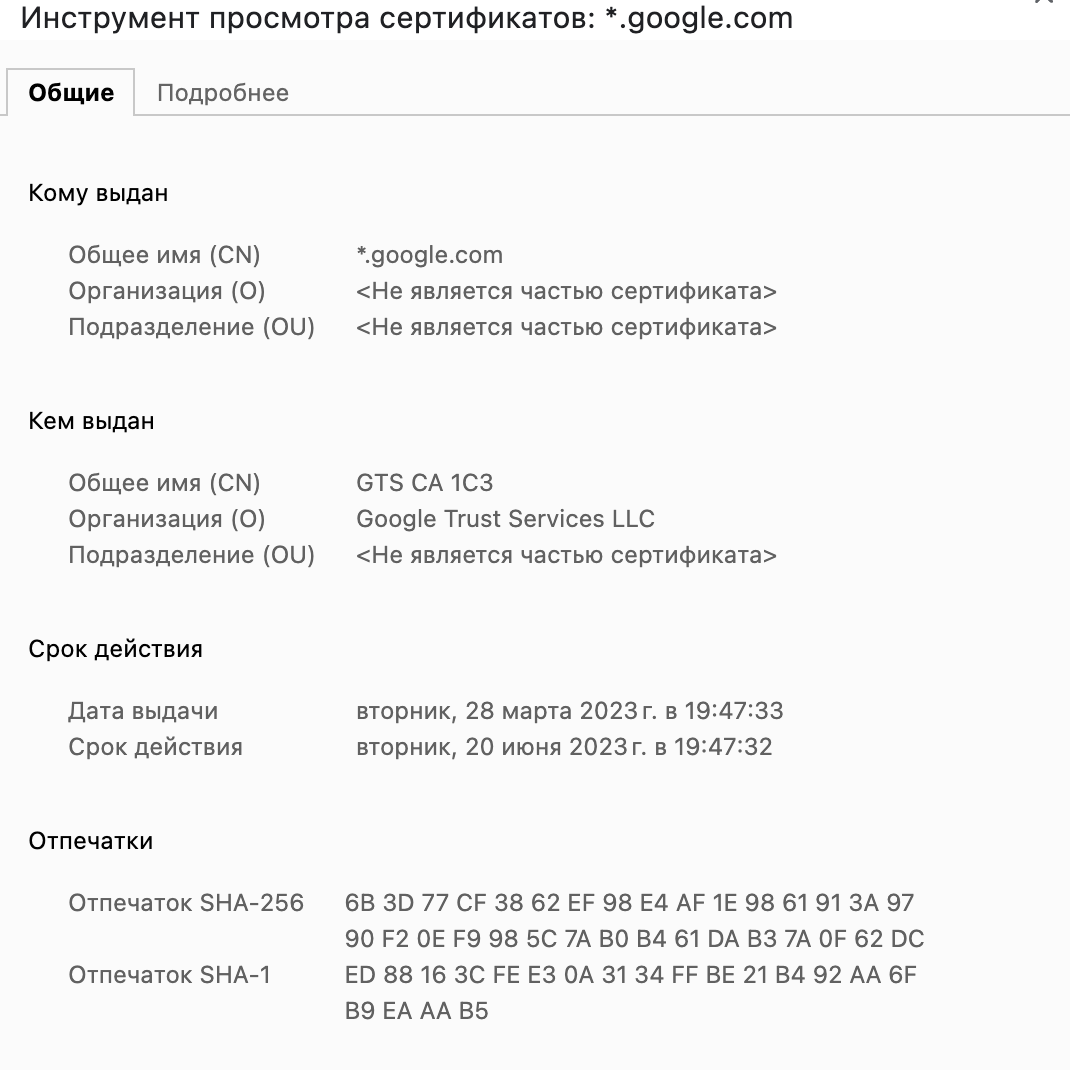 Инструмент просмотра сертификатов: *.google.com
Общие Подробнее
Кому выдан
Общее имя (CN) *.google.com
Организация (O) <Не является частью сертификата>
Подразделение (OU) <Не является частью сертификата>
Кем выдан
Общее имя (CN) GTS CA 1C3
Организация (O) Google Trust Services LLC
Подразделение (OU) <Не является частью сертификата>
Срок действия
Дата выдачи вторник, 28 марта 2023 г. в 19:47:33
Срок действия вторник, 20 июня 2023 г. в 19:47:32
Отпечатки
Отпечаток SHA-256 6B 3D 77 CF 38 62 EF 98 E4 AF 1E 98 61 91 3A 97
90 F2 0E F9 98 5C 7A B0 B4 61 DA B3 7A 0F 62 DC
Отпечаток SHA-1 ED 88 16 3C FE E3 0A 31 34 FF BE 21 B4 92 AA 6F
B9 EA AA B5